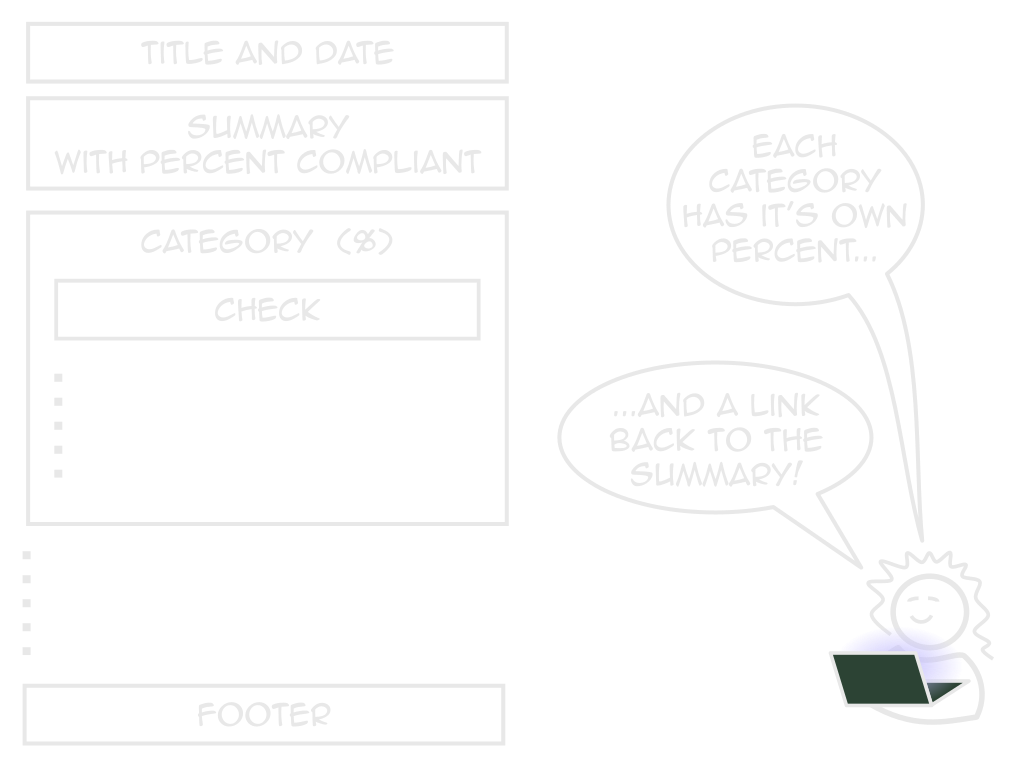 TITLE AND DATE
SUMMARY
WITH PERCENT COMPLIANT
CATEGORY (%)
CHECK
FOOTER
EACH
CATEGORY
HAS IT'S OWN
PERCENT...
...AND A LINK
BACK TO THE
SUMMARY!